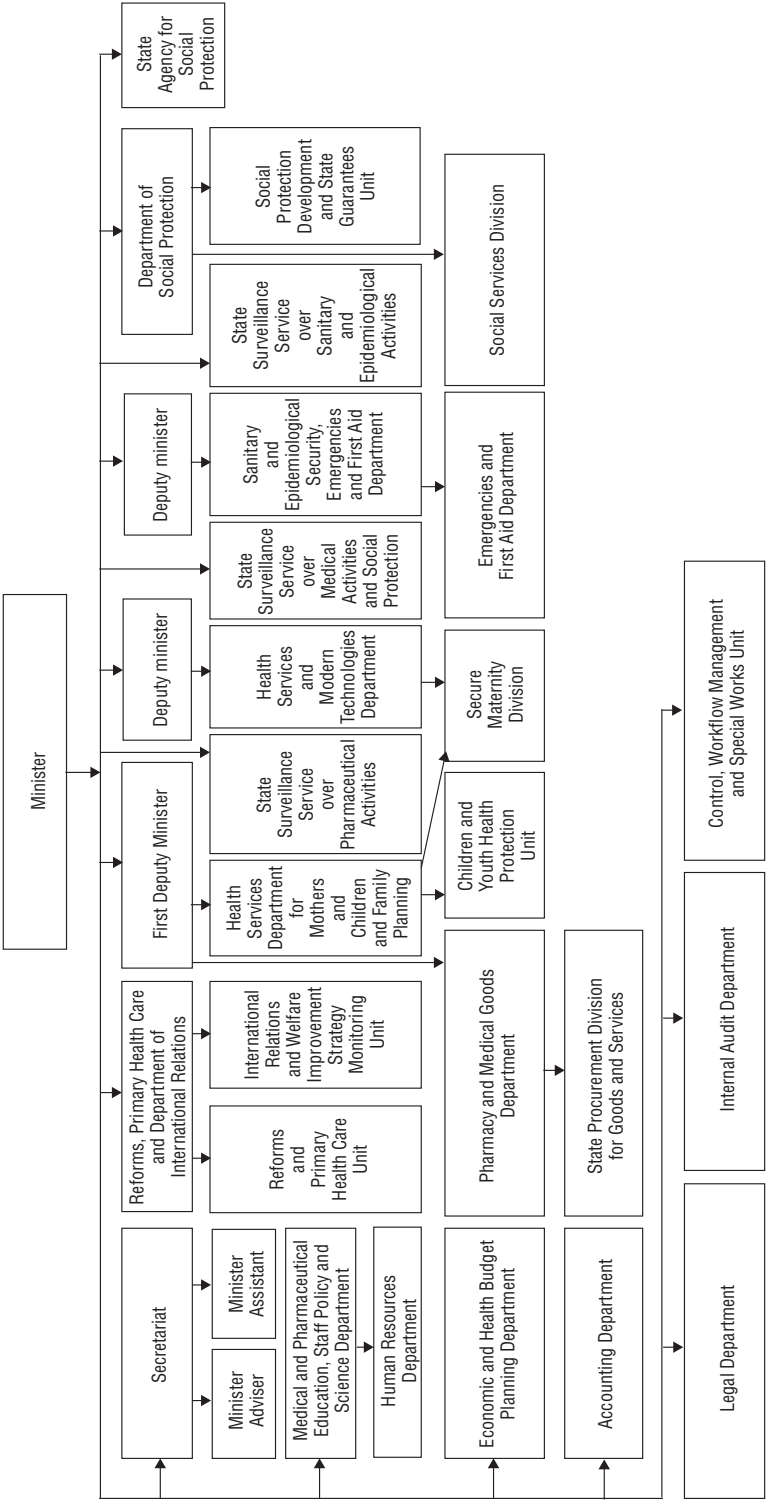 Minister
Secretariat
Reforms, Primary Health Care
and Department of
International Relations
First Deputy Minister
Deputy minister
Deputy minister
Department of
Social Protection
State
Agency for
Social
Protection
Minister
Adviser
Minister
Assistant
Reforms
and
Primary
Health Care
Unit
International
Relations
and Welfare
Improvement
Strategy
Monitoring
Unit
Health
Services
Department
for
Mothers
and
Children
and Family
Planning
State
Surveillance
Service
over
Pharmaceutical
Activities
Health
Services
and
Modern
Technologies
Department
State
Surveillance
Service
over
Medical
Activities
and Social
Protection
Sanitary
and
Epidemiological
Security,
Emergencies
and First Aid
Department
State
Surveillance
Service
over
Sanitary
and
Epidemiological
Activities
Social
Protection
Development
and State
Guarantees
Unit
Medical and Pharmaceutical
Education, Staff Policy and
Science Department
Human Resources
Department
Economic and Health Budget
Planning Department
Pharmacy and Medical Goods
Department
Children and
Youth Health
Protection
Unit
Secure
Maternity
Division
Emergencies and
First Aid Department
Social Services Division
Accounting Department
State Procurement Division
for Goods and Services
Legal Department
Internal Audit Department
Control, Workflow Management
and Special Works Unit